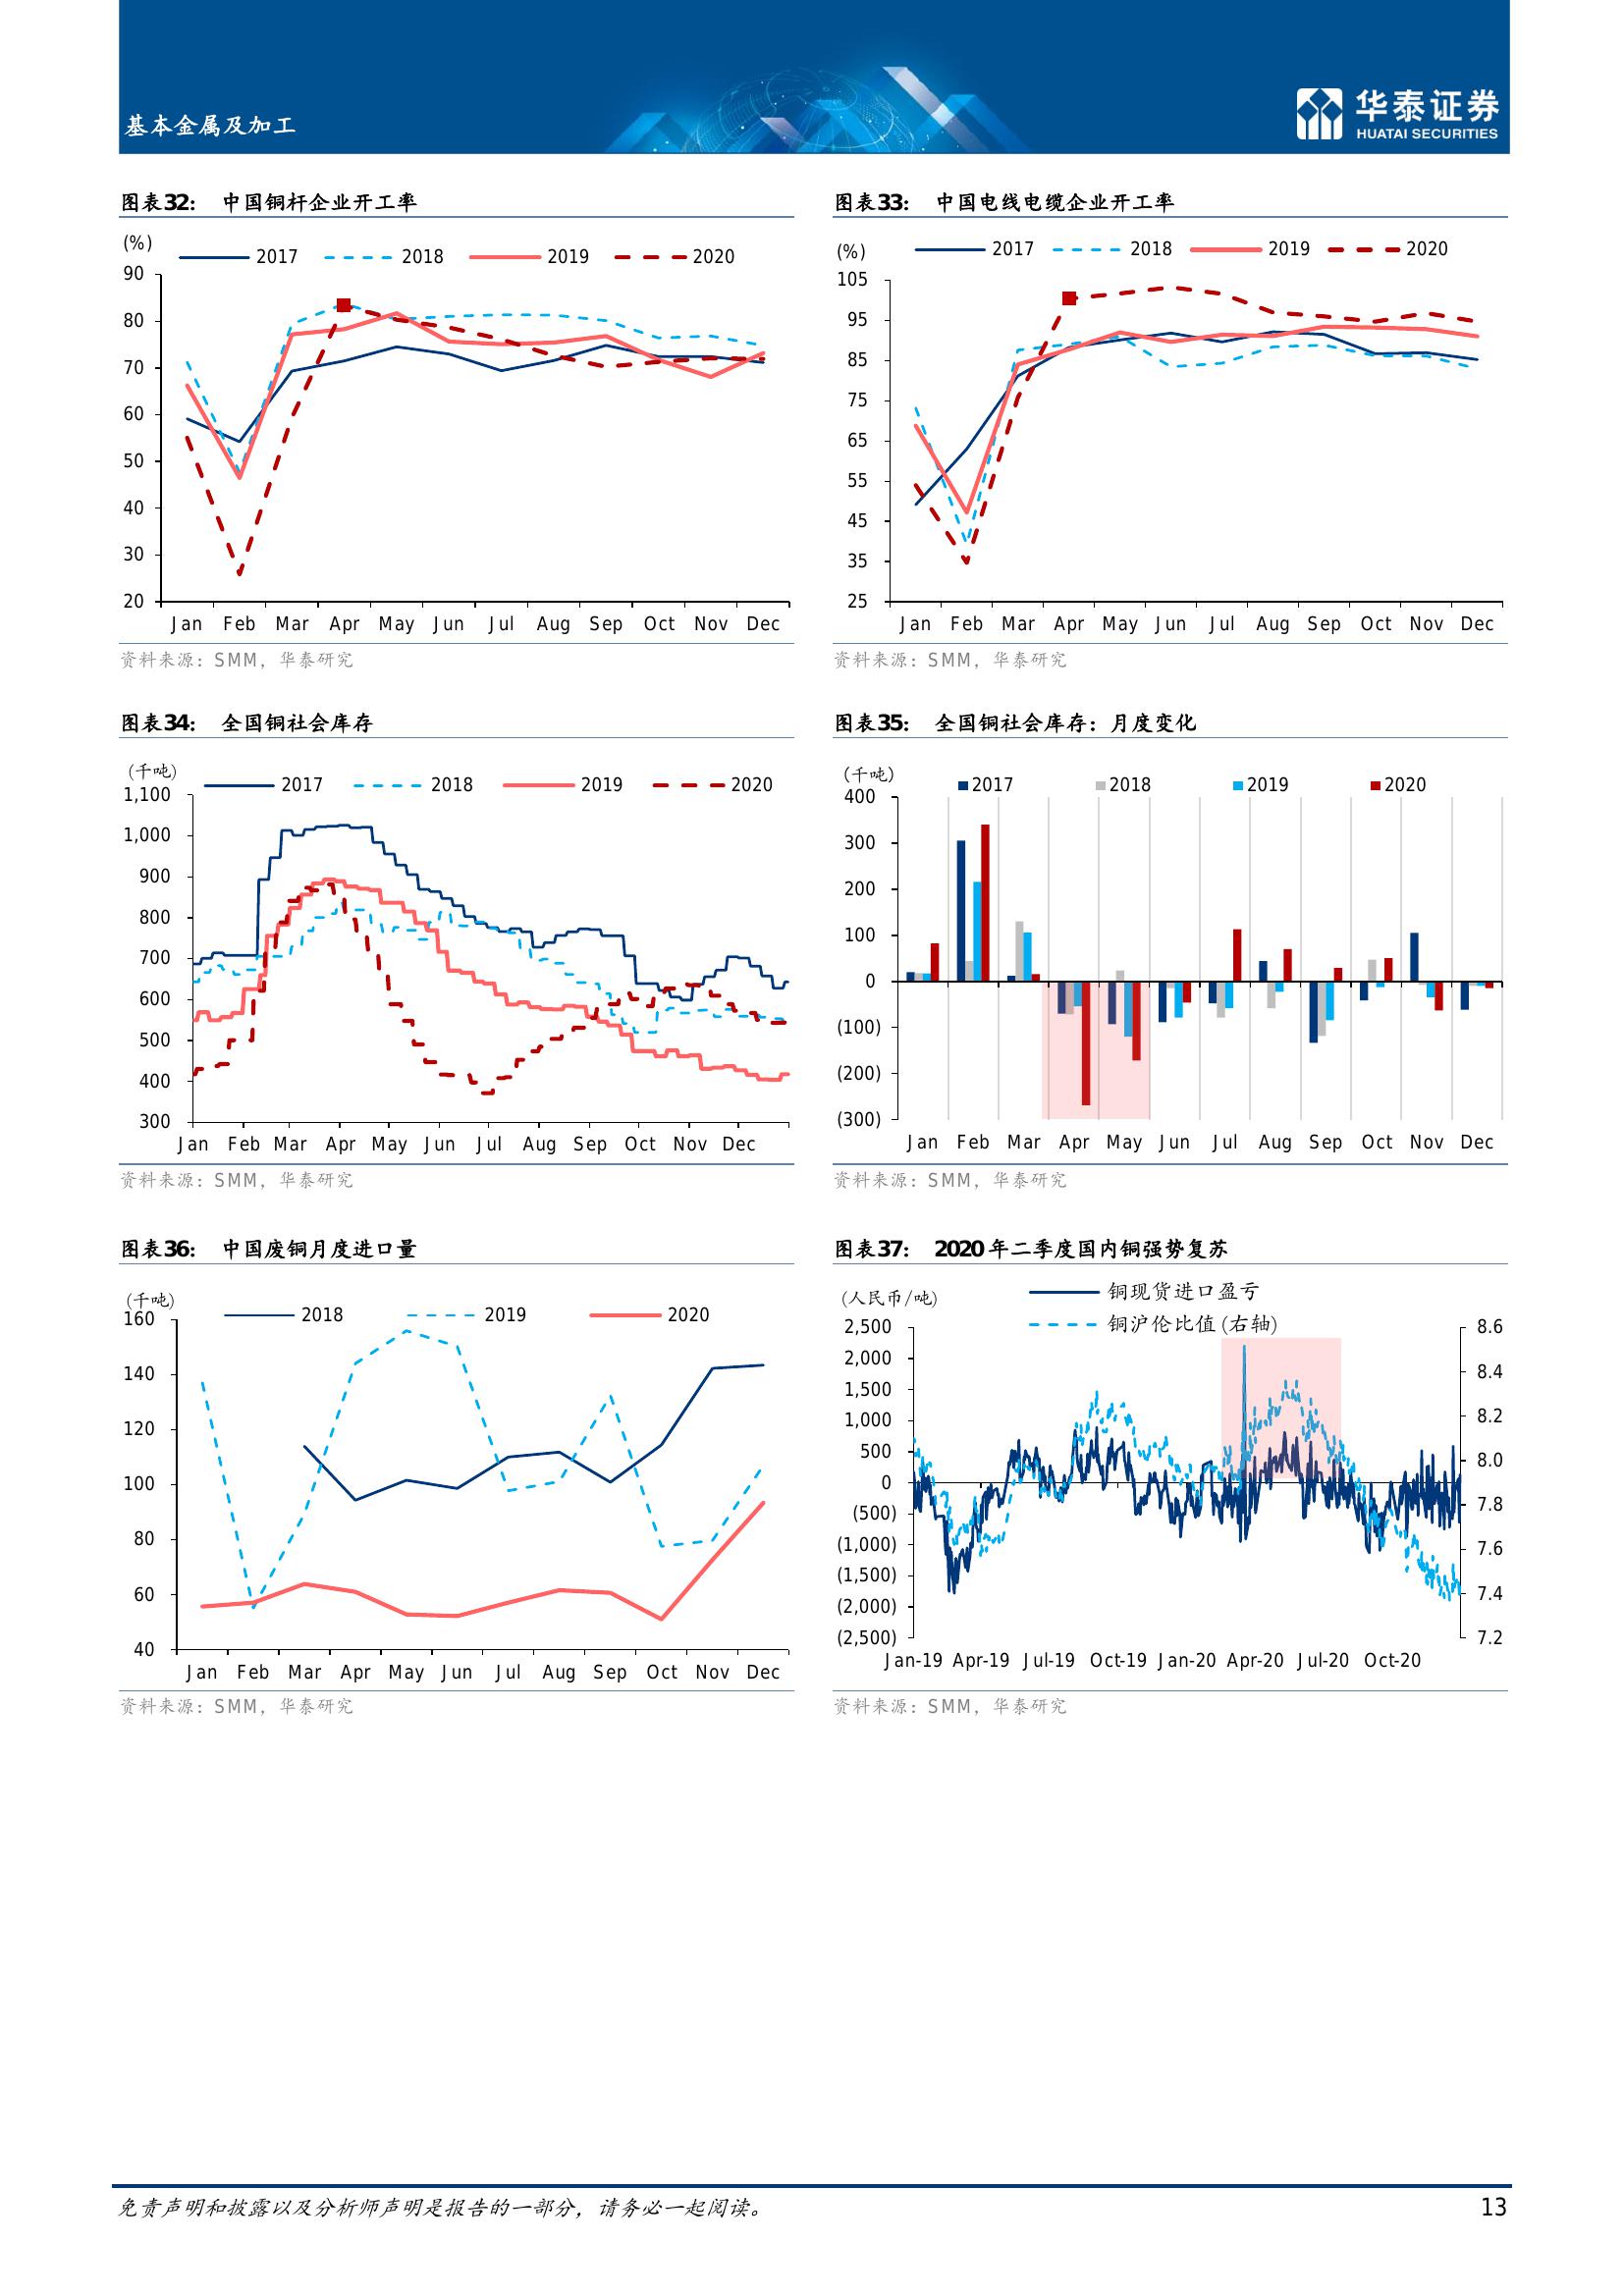 基本金属及加工
华泰证券
HUATAI SECURITIES
图表32： 中国铜杆企业开工率
(%)
2017 2018 2019 2020
90
80
70
60
50
40
30
20
Jan Feb Mar Apr May Jun Jul Aug Sep Oct Nov Dec
资料来源：SMM，华泰研究
图表33： 中国电线电缆企业开工率
(%)
2017 2018 2019 2020
105
95
85
75
65
55
45
35
25
Jan Feb Mar Apr May Jun Jul Aug Sep Oct Nov Dec
资料来源：SMM，华泰研究
图表34： 全国铜社会库存
(千吨)
2017 2018 2019 2020
1,100
1,000
900
800
700
600
500
400
300
Jan Feb Mar Apr May Jun Jul Aug Sep Oct Nov Dec
资料来源：SMM，华泰研究
图表35： 全国铜社会库存：月度变化
(千吨)
2017 2018 2019 2020
400
300
200
100
0
(100)
(200)
(300)
Jan Feb Mar Apr May Jun Jul Aug Sep Oct Nov Dec
资料来源：SMM，华泰研究
图表36： 中国废铜月度进口量
(千吨)
2018 2019 2020
160
140
120
100
80
60
40
Jan Feb Mar Apr May Jun Jul Aug Sep Oct Nov Dec
资料来源：SMM，华泰研究
图表37： 2020 年二季度国内铜强势复苏
(人民币/吨)
铜现货进口盈亏
铜沪伦比值(右轴)
2,500
2,000
1,500
1,000
500
0
(500)
(1,000)
(1,500)
(2,000)
(2,500)
8.6
8.4
8.2
8.0
7.8
7.6
7.4
7.2
Jan-19 Apr-19 Jul-19 Oct-19 Jan-20 Apr-20 Jul-20 Oct-20
资料来源：SMM，华泰研究
免责声明和披露以及分析师声明是报告的一部分，请务必一起阅读。
13